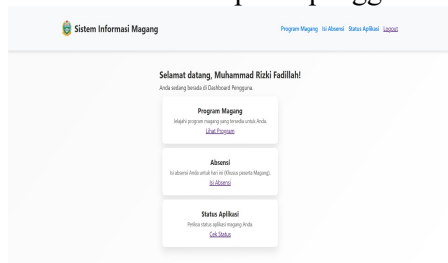 Sistem Informasi Magang
Program Magang Isi Absensi Status Aplikasi Logout
Selamat datang, Muhammad Rizki Fadillah!
Anda sedang berada di Dashboard Pengguna.
Program Magang
Jelajahi program magang yang tersedia untuk Anda.
Lihat Program
Absensi
Isi absensi Anda untuk hari ini (Khusus peserta Magang).
Isi Absensi
Status Aplikasi
Periksa status aplikasi magang Anda.
Cek Status